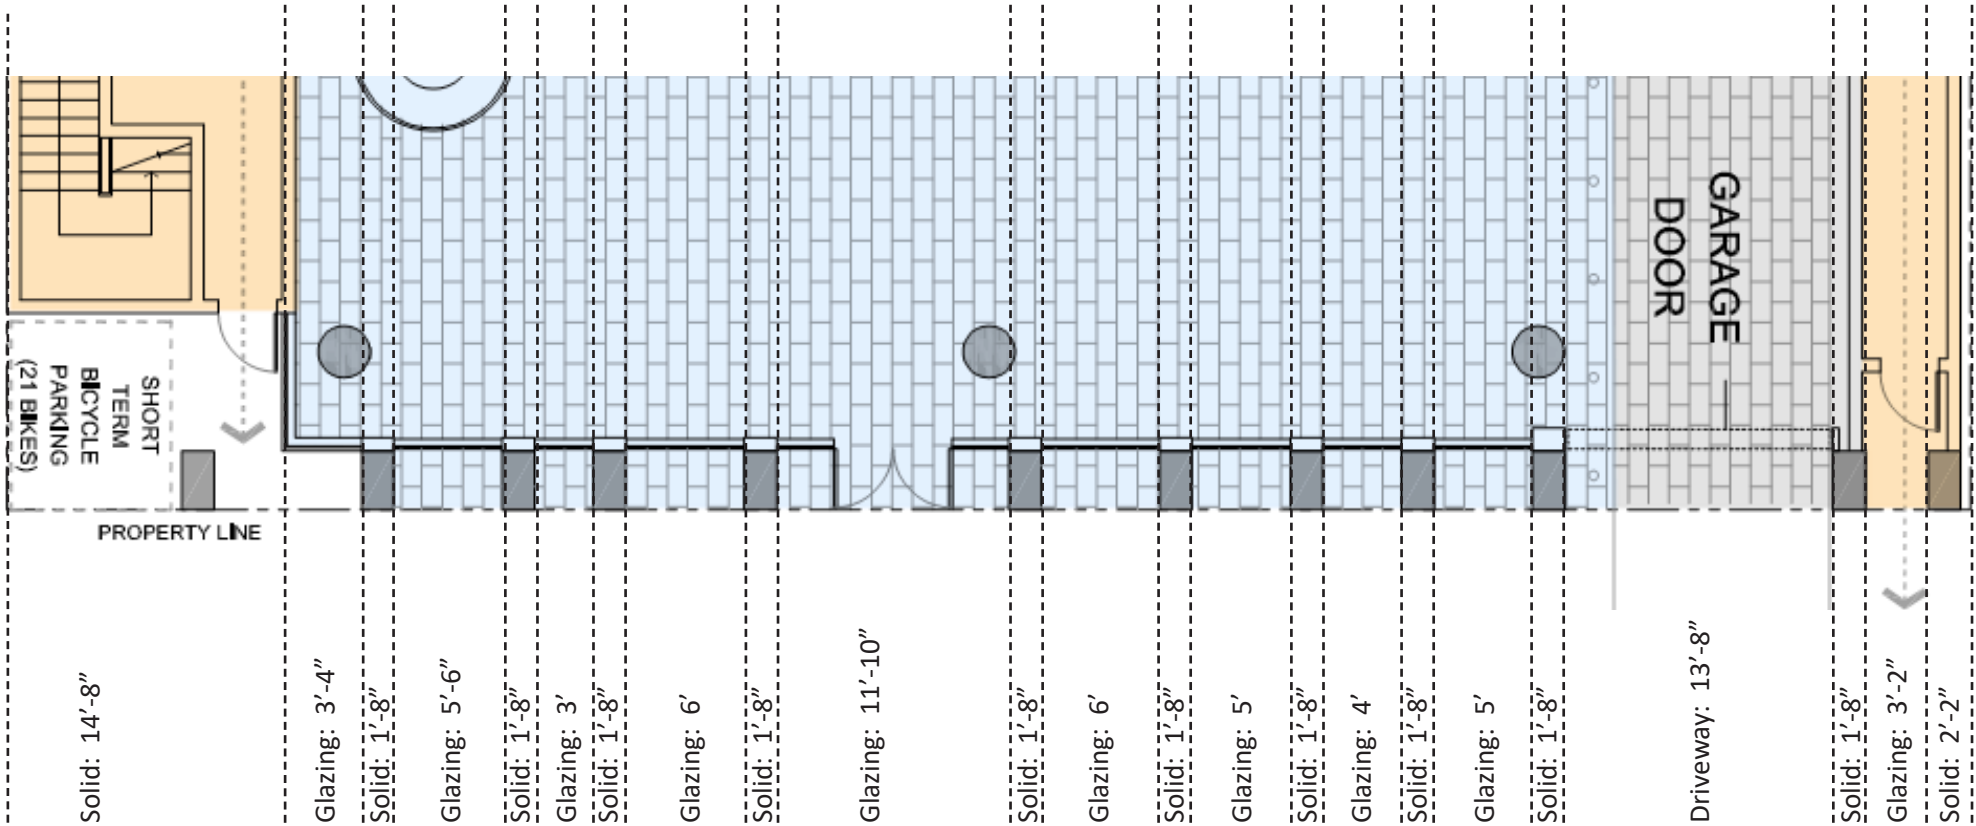 GARAGE
DOOR
SHORT
TERM
BICYCLE
PARKING
(21 BIKES)
PROPERTY LINE
Solid: 14’-8”
Glazing: 3’-4”
Solid: 1’-8”
Glazing: 5’-6”
Solid: 1’-8”
Glazing: 3’
Solid: 1’-8”
Glazing: 6’
Solid: 1’-8”
Glazing: 11’-10”
Solid: 1’-8”
Glazing: 6’
Solid: 1’-8”
Glazing: 5’
Solid: 1’-8”
Glazing: 4’
Solid: 1’-8”
Glazing: 5’
Solid: 1’-8”
Driveway: 13’-8”
Solid: 1’-8”
Glazing: 3’-2”
Solid: 2’-2”